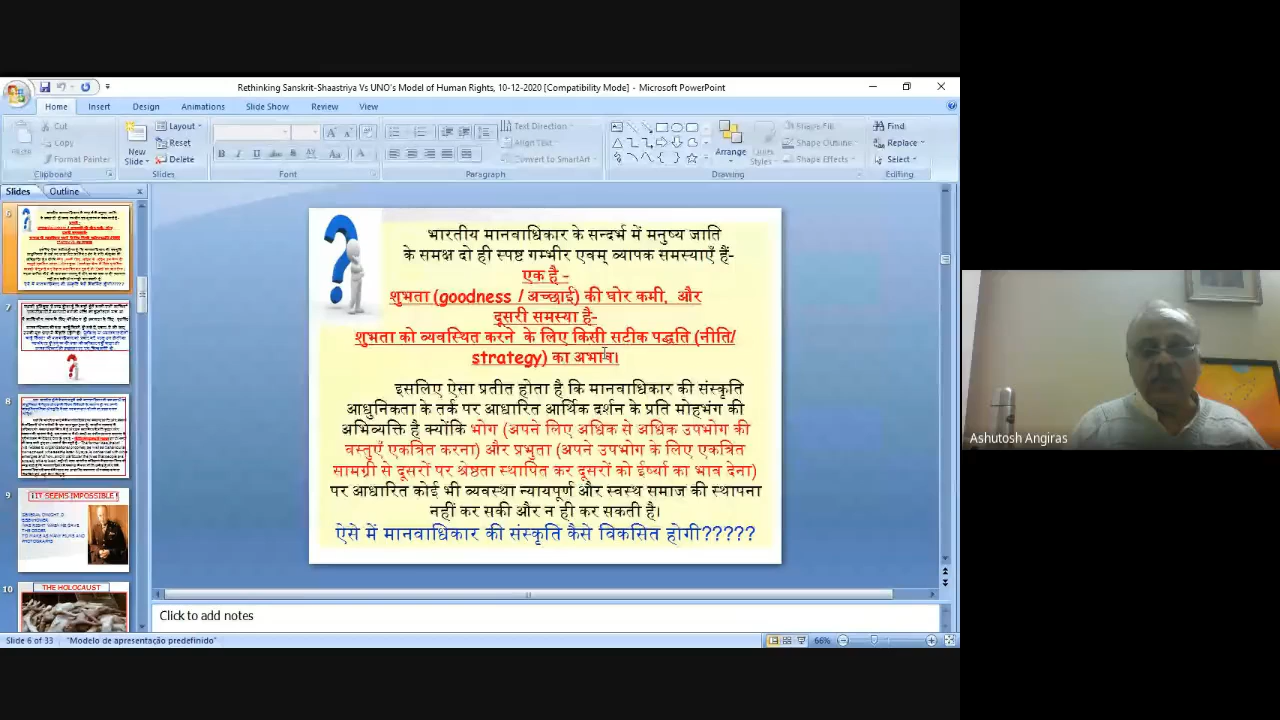 Rethinking Sanskrit-Shaastriya Vs UNO's Model of Human Rights, 10-12-2020 [Compatibility Mode] - Microsoft PowerPoint
Home Insert Design Animations Slide Show Review View
Cut
Copy
Format Painter
Clipboard
New Slide
Layout
Reset
Delete
Slides
Font
Text Direction
Align Text
Convert to SmartArt
Paragraph
Arrange
Quick Styles
Shape Fill
Shape Outline
Shape Effects
Drawing
Find
Replace
Select
Editing
Slides Outline
6
7
8
9
¡ IT SEEMS IMPOSSIBLE !
10
THE HOLOCAUST
भारतीय मानवाधिकार के सन्दर्भ में मनुष्य जाति
के समक्ष दो ही स्पष्ट गम्भीर एवम् व्यापक समस्याएँ हैं-
एक है -
शुभता (goodness / अच्छाई) की घोर कमी, और
दूसरी समस्या है-
शुभता को व्यवस्थित करने के लिए किसी सटीक पद्धति (नीति/
strategy) का अभाव।
इसलिए ऐसा प्रतीत होता है कि मानवाधिकार की संस्कृति
आधुनिकता के तर्क पर आधारित आर्थिक दर्शन के प्रति मोहभंग की
अभिव्यक्ति है क्योंकि भोग (अपने लिए अधिक से अधिक उपभोग की
वस्तुएँ एकत्रित करना) और प्रभुता (अपने उपभोग के लिए एकत्रित
सामग्री से दूसरों पर श्रेष्ठता स्थापित कर दूसरों को ईर्ष्या का भाव देना)
पर आधारित कोई भी व्यवस्था न्यायपूर्ण और स्वस्थ समाज की स्थापना
नहीं कर सकी और न ही कर सकती है।
ऐसे में मानवाधिकार की संस्कृति कैसे विकसित होगी?????
Click to add notes
Slide 6 of 33 "Modelo de apresentação predefinido" 66%
Ashutosh Angiras